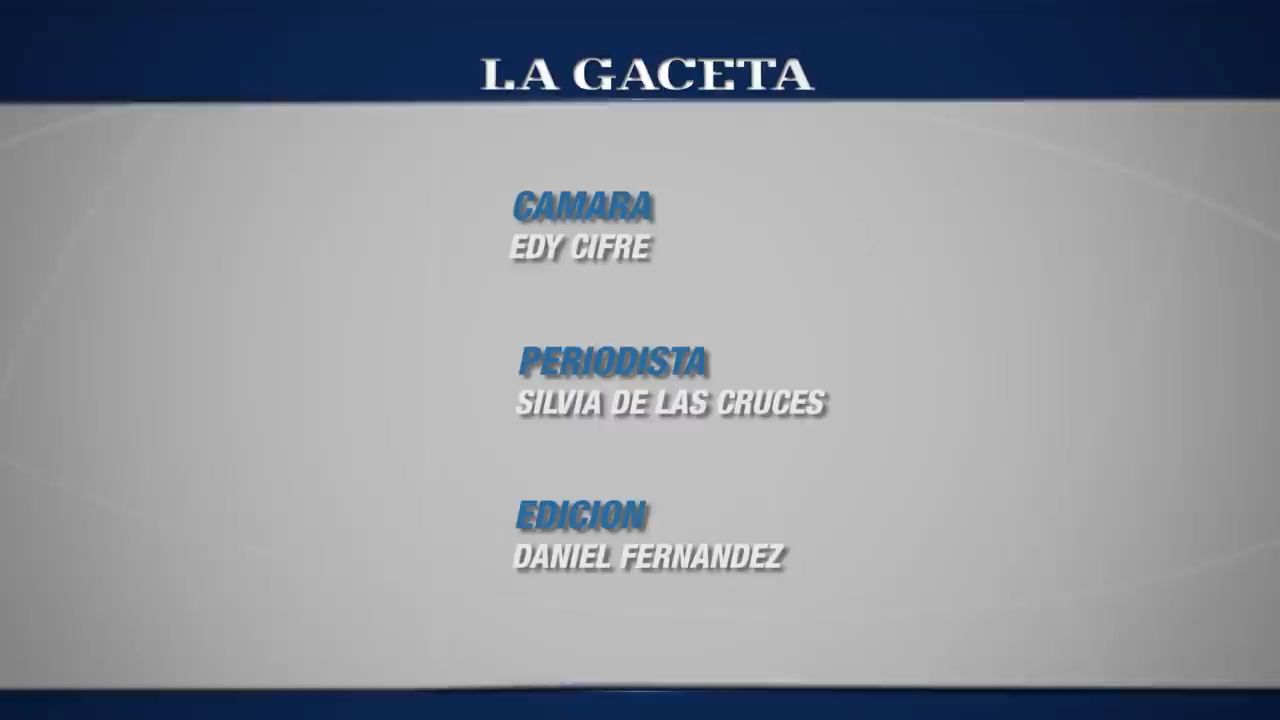 LA GACETA
CAMARA
EDY CIFRE
PERIODISTA
SILVIA DE LAS CRUCES
EDICION
DANIEL FERNANDEZ